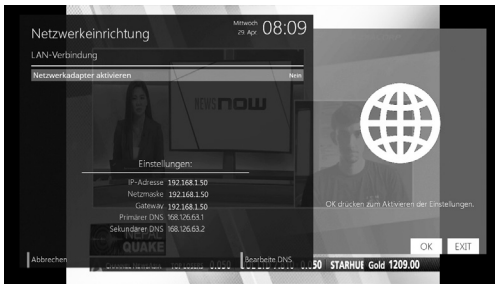 Netzwerkeinrichtung
Mittwoch
29. Apr
08:09
LAN-Verbindung
Netzwerkadapter aktivieren Nein
NEWS NOW
Einstellungen:
IP-Adresse 192.168.1.50
Netzmaske 192.168.1.50
Gateway 192.168.1.50
Primärer DNS 168.126.63.1
Sekundärer DNS 168.126.63.2
OK drücken zum Aktivieren der Einstellungen.
NEPAL
QUAKE
OK EXIT
Abbrechen Bearbeite DNS
0.050 STARHUB Gold 1209.00